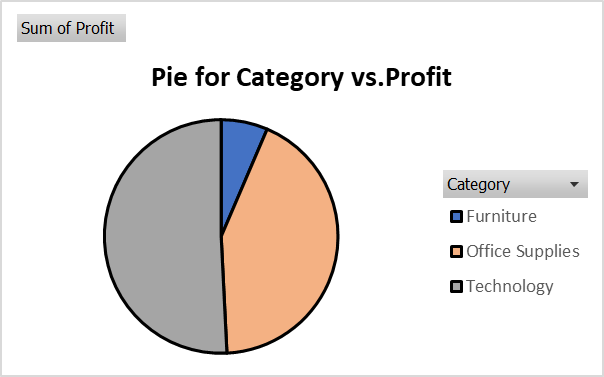 Sum of Profit
Pie for Category vs.Profit
Category
Furniture
Office Supplies
Technology